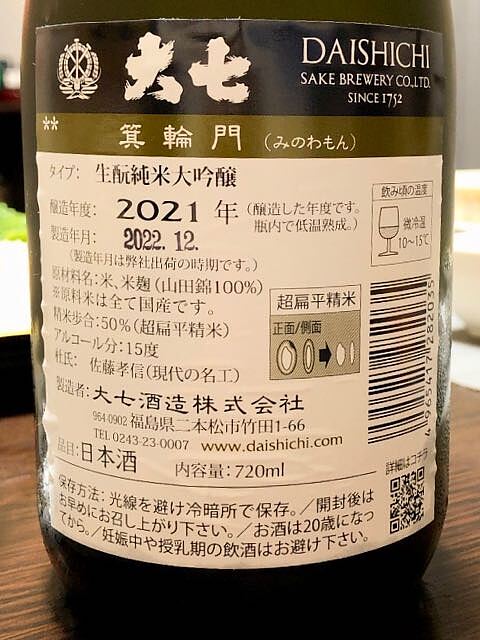 大七
DAISHICHI
SAKE BREWERY CO.,LTD.
SINCE 1752
** 箕輪門(みのわもん)
タイプ: 生酛純米大吟醸
醸造年度: 2021 年 (醸造した年度です。
瓶内で低温熟成。)
製造年月: 2022.12.
(製造年月は弊社出荷の時期です。)
飲み頃の温度
微冷温
10~15℃
原材料名:米、米麹(山田錦100%)
※原料米は全て国産です。
精米歩合:50%(超扁平精米)
アルコール分:15度
杜氏: 佐藤孝信(現代の名工)
超扁平精米
正面/側面
製造者:大七酒造株式会社
964-0902 福島県二本松市竹田1-66
TEL 0243-23-0007 www.daishichi.com
品目:日本酒 内容量:720ml
4 965417 282035
詳細はコチラ
保存方法:光線を避け冷暗所で保存。/開封後は
お早めにお召し上がり下さい。/お酒は20歳になっ
てから。/妊娠中や授乳期の飲酒はお避け下さい。